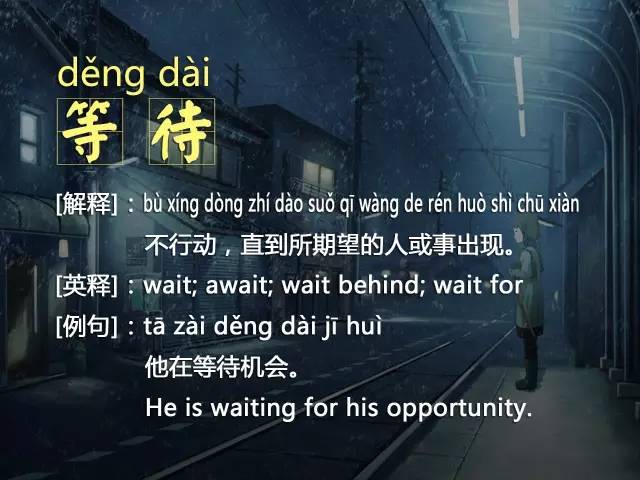 děng dài
等待
[解释]：bù xíng dòng zhí dào suǒ qī wàng de rén huò shì chū xiàn
不行动，直到所期望的人或事出现。
[英释]：wait; await; wait behind; wait for
[例句]：tā zài děng dài jī huì
他在等待机会。
He is waiting for his opportunity.